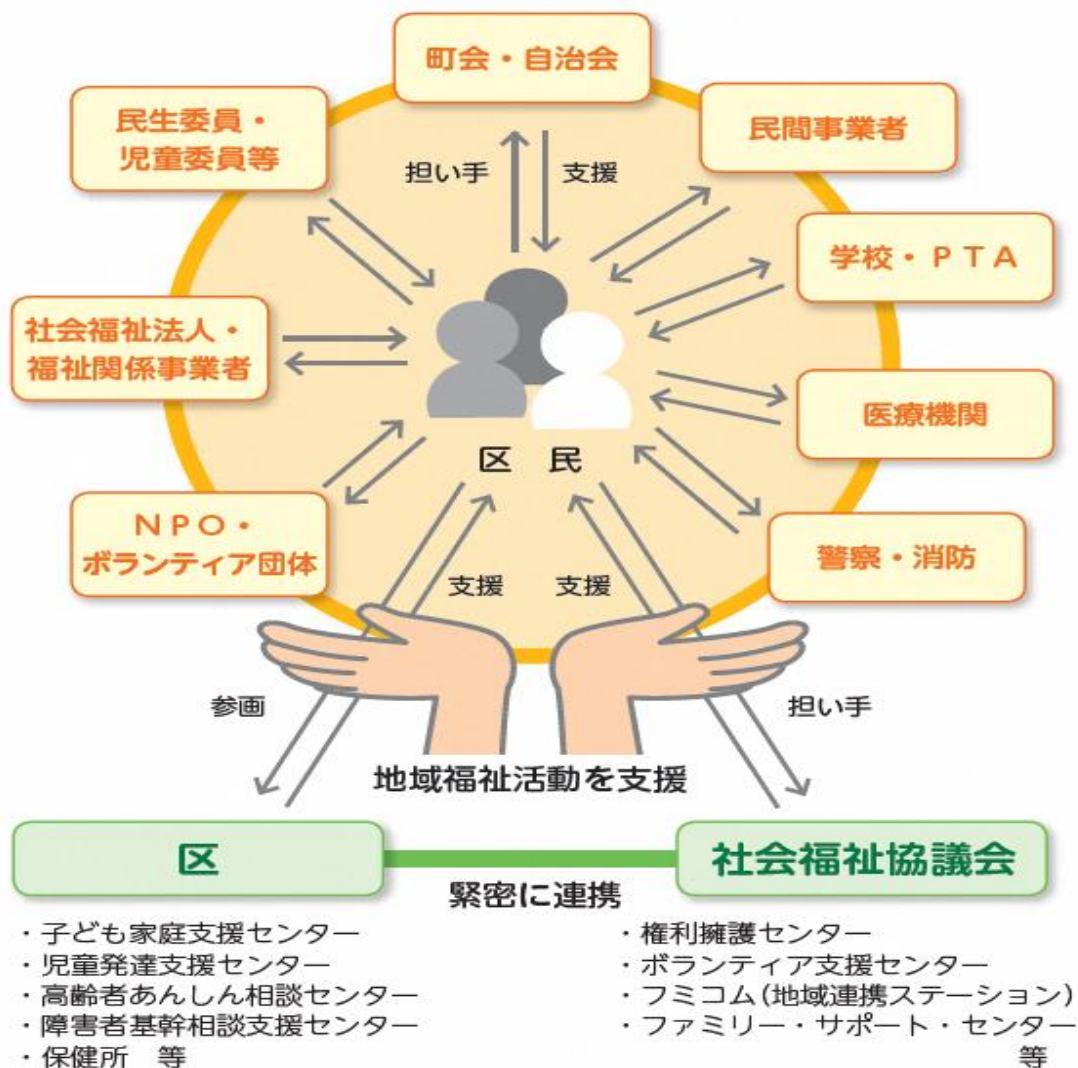 町会・自治会
民生委員・
児童委員等
民間事業者
担い手
支援
学校・ＰＴＡ
社会福祉法人・
福祉関係事業者
医療機関
区　民
ＮＰＯ・
ボランティア団体
警察・消防
支援
支援
参画
担い手
地域福祉活動を支援
区
社会福祉協議会
緊密に連携
・子ども家庭支援センター
・児童発達支援センター
・高齢者あんしん相談センター
・障害者基幹相談支援センター
・保健所　等
・権利擁護センター
・ボランティア支援センター
・フミコム(地域連携ステーション)
・ファミリー・サポート・センター
等